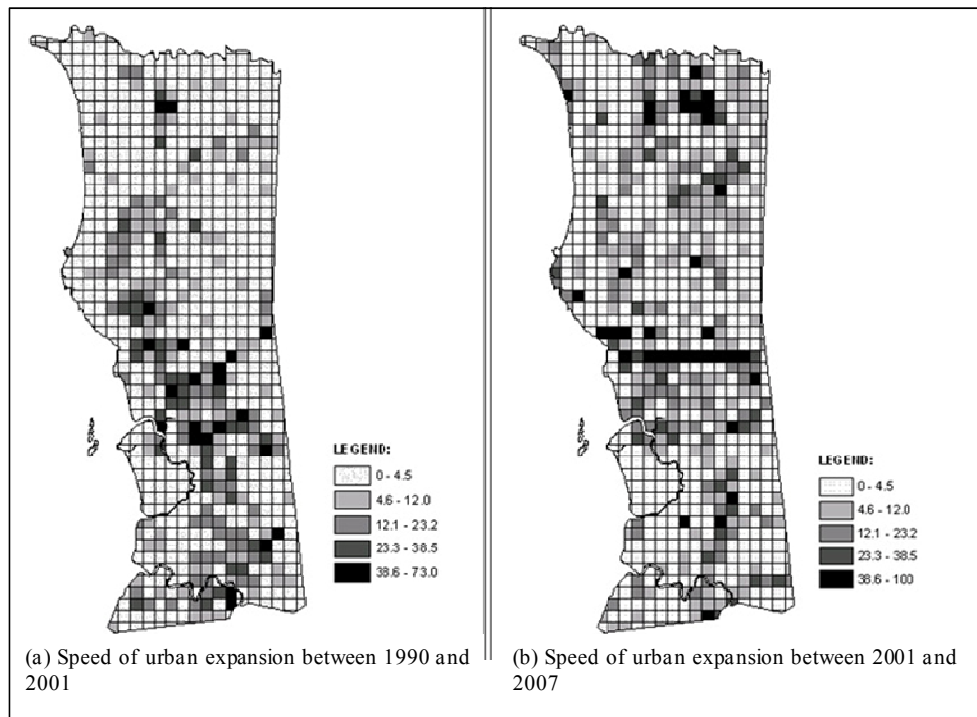 LEGEND:
0 - 4.5
4.6 - 12.0
12.1 - 23.2
23.3 - 38.5
38.6 - 73.0
LEGEND:
0 - 4.5
4.6 - 12.0
12.1 - 23.2
23.3 - 38.5
38.6 - 100
(a) Speed of urban expansion between 1990 and
2001
(b) Speed of urban expansion between 2001 and
2007